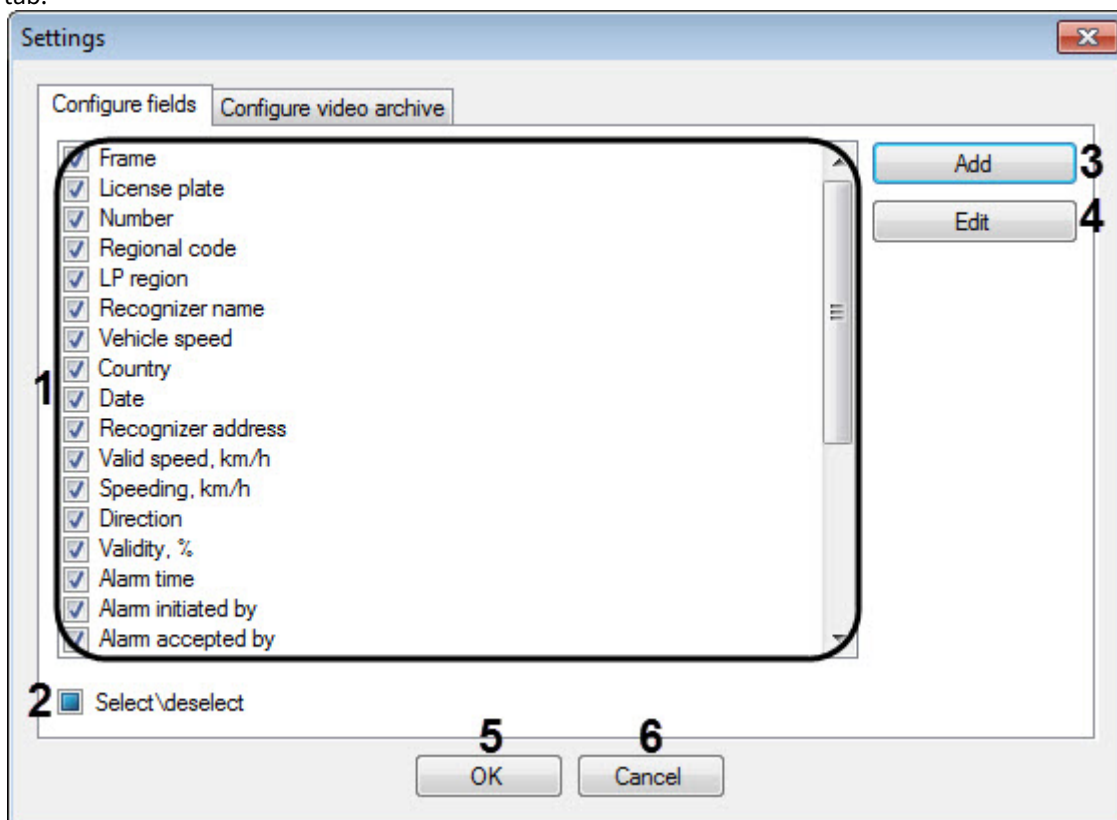 tab.
Settings
Configure fields Configure video archive
Frame
License plate
Number
Regional code
LP region
Recognizer name
Vehicle speed
Country
Date
Recognizer address
Valid speed, km/h
Speeding, km/h
Direction
Validity, %
Alarm time
Alarm initiated by
Alarm accepted by
1
Add 3
Edit 4
2 Select\deselect
5 6
OK Cancel